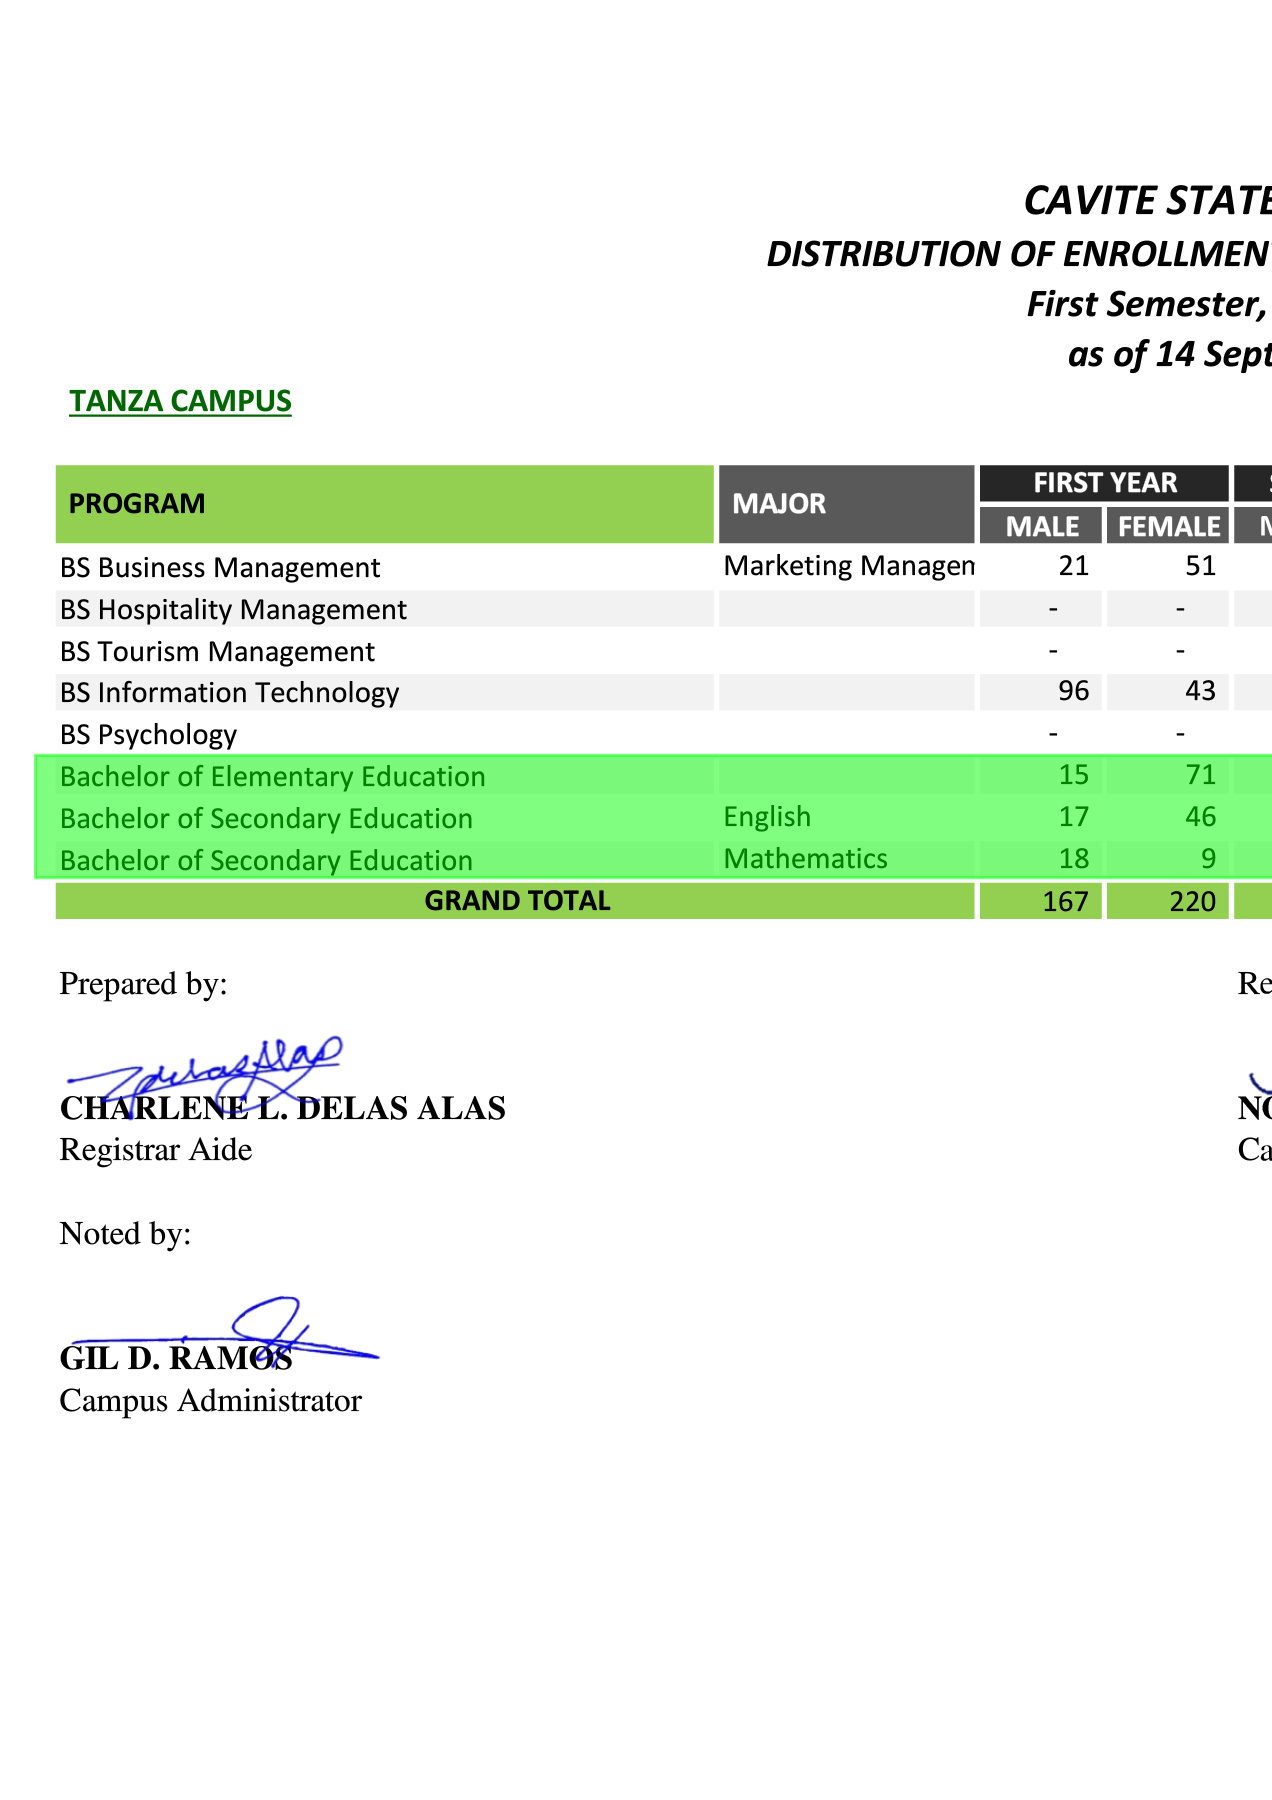 CAVITE STATE
DISTRIBUTION OF ENROLLMEN
First Semester,
as of 14 Sept
TANZA CAMPUS
PROGRAM MAJOR FIRST YEAR
MALE FEMALE
BS Business Management Marketing Managem 21 51
BS Hospitality Management - -
BS Tourism Management - -
BS Information Technology 96 43
BS Psychology - -
Bachelor of Elementary Education 15 71
Bachelor of Secondary Education English 17 46
Bachelor of Secondary Education Mathematics 18 9
GRAND TOTAL 167 220
Prepared by: Re
CHARLENE L. DELAS ALAS NO
Registrar Aide Ca
Noted by:
GIL D. RAMOS
Campus Administrator